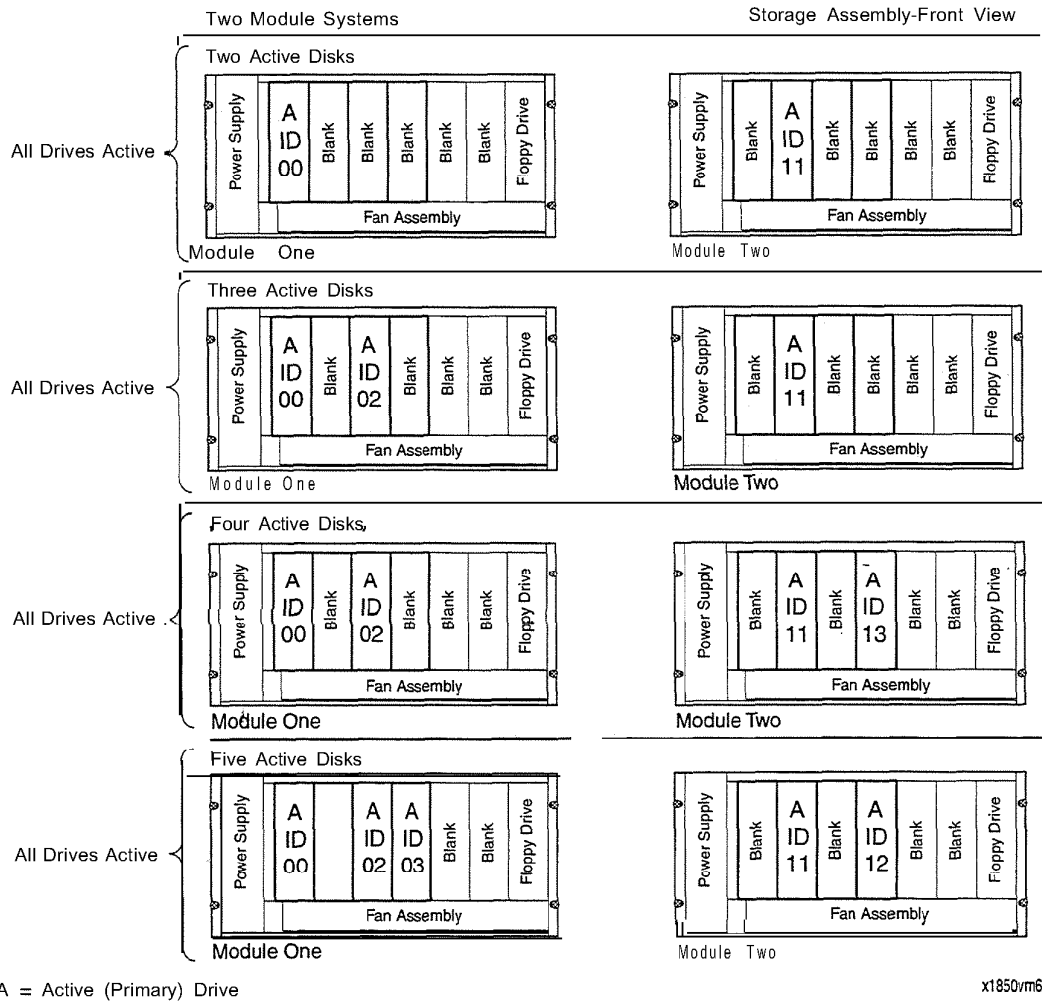 Two Module Systems
Storage Assembly-Front View
Two Active Disks
All Drives Active
Power Supply
A
ID
00
Blank
Blank
Blank
Blank
Blank
Floppy Drive
Fan Assembly
Module One
Power Supply
Blank
A
ID
11
Blank
Blank
Blank
Blank
Floppy Drive
Fan Assembly
Module Two
Three Active Disks
All Drives Active
Power Supply
A
ID
00
Blank
A
ID
02
Blank
Blank
Blank
Floppy Drive
Fan Assembly
Module One
Power Supply
Blank
A
ID
11
Blank
Blank
Blank
Blank
Floppy Drive
Fan Assembly
Module Two
Four Active Disks
All Drives Active
Power Supply
A
ID
00
Blank
A
ID
02
Blank
Blank
Blank
Floppy Drive
Fan Assembly
Module One
Power Supply
Blank
A
ID
11
Blank
A
ID
13
Blank
Blank
Floppy Drive
Fan Assembly
Module Two
Five Active Disks
All Drives Active
Power Supply
A
ID
00
A
ID
02
A
ID
03
Blank
Blank
Floppy Drive
Fan Assembly
Module One
Power Supply
Blank
A
ID
11
Blank
A
ID
12
Blank
Blank
Floppy Drive
Fan Assembly
Module Two
A = Active (Primary) Drive
x1850vm6